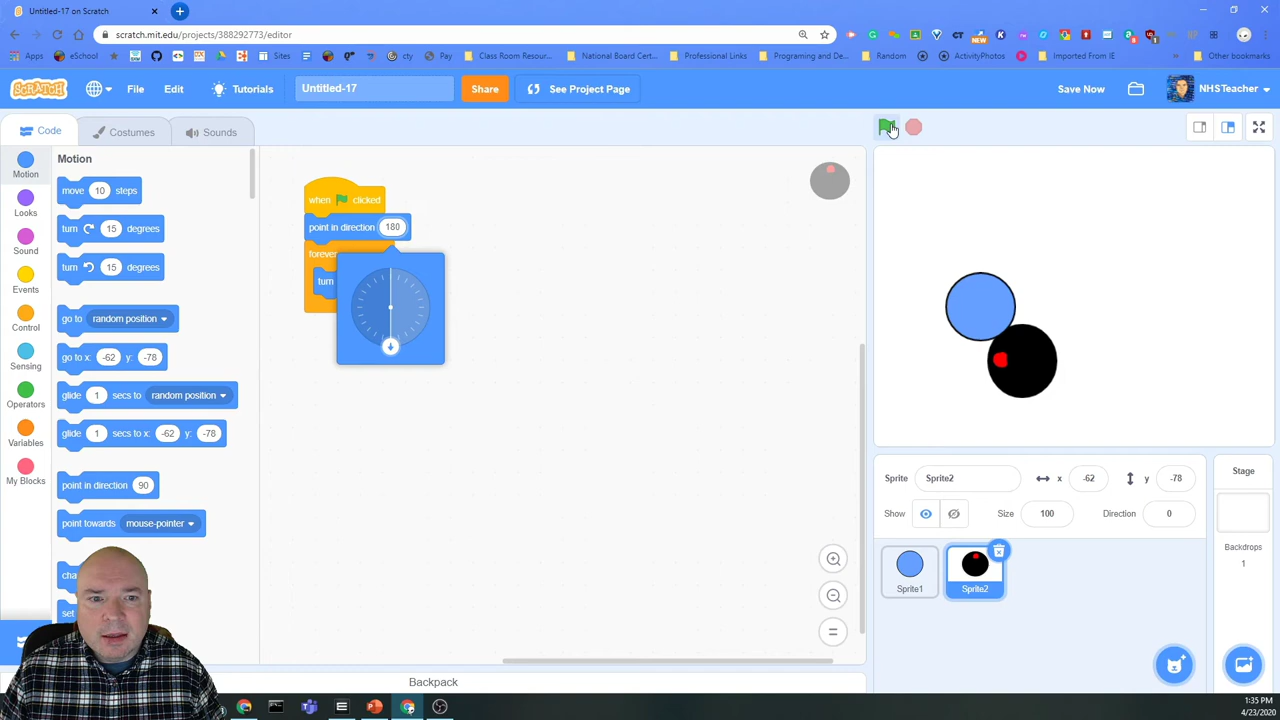 Untitled-17 on Scratch
scratch.mit.edu/projects/388292773/editor
Apps
eSchool
Sites
cty
Pay
Class Room Resour...
National Board Cert...
Professional Links
Programing and De...
Random
ActivityPhotos
Imported From IE
Other bookmarks
SCRATCH
File
Edit
Tutorials
Untitled-17
Share
See Project Page
Save Now
NHSTeacher
Code
Costumes
Sounds
Motion
Looks
Sound
Events
Control
Sensing
Operators
Variables
My Blocks
Motion
move 10 steps
turn 15 degrees
turn 15 degrees
go to random position
go to x: -62 y: -78
glide 1 secs to random position
glide 1 secs to x: -62 y: -78
point in direction 90
point towards mouse-pointer
cha
set
when clicked
point in direction 180
forever
turn
Sprite Sprite2 x -62 y -78
Show Size 100 Direction 0
Sprite1
Sprite2
Stage
Backdrops
1
Backpack
1:35 PM
4/23/2020